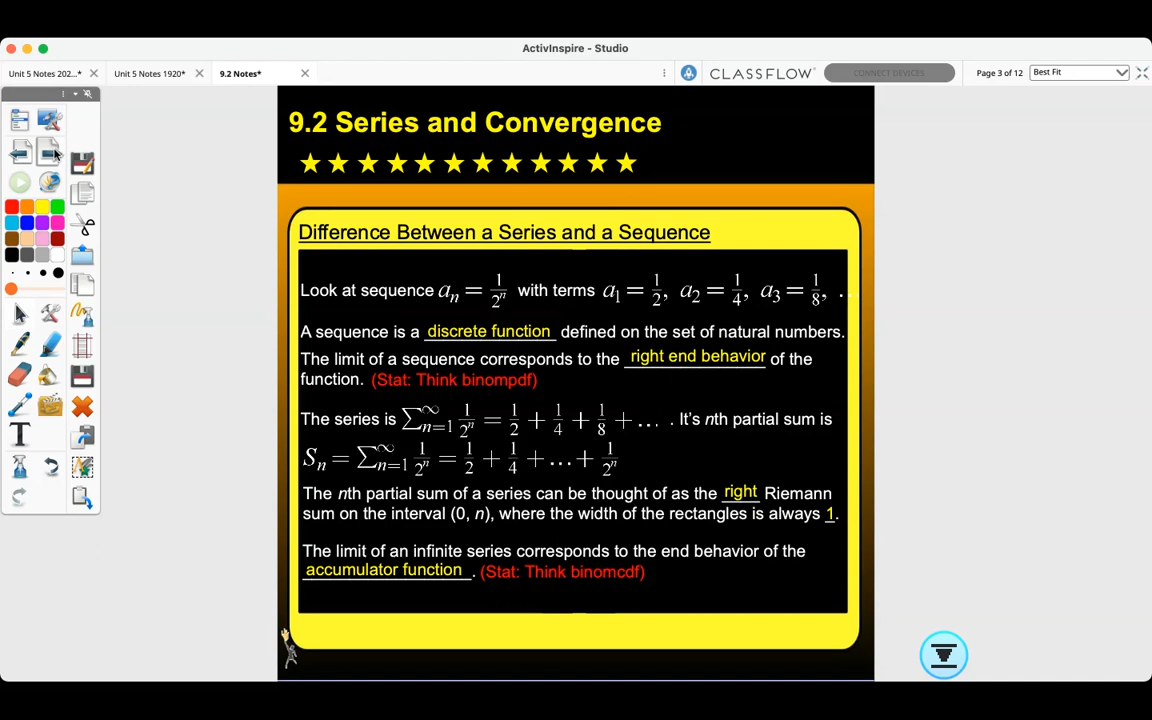 ActivInspire - Studio
Unit 5 Notes 202...*
Unit 5 Notes 1920*
9.2 Notes*
CLASSFLOW
CONNECT DEVICES
Page 3 of 12
Best Fit
9.2 Series and Convergence
Difference Between a Series and a Sequence
Look at sequence aₙ = 1/2ⁿ with terms a₁ = 1/2, a₂ = 1/4, a₃ = 1/8, ...
A sequence is a discrete function defined on the set of natural numbers.
The limit of a sequence corresponds to the right end behavior of the
function. (Stat: Think binompdf)
The series is ∑ₙ₌₁^∞ 1/2ⁿ = 1/2 + 1/4 + 1/8 + … . It's nth partial sum is
Sₙ = ∑ₙ₌₁^∞ 1/2ⁿ = 1/2 + 1/4 + … + 1/2ⁿ
The nth partial sum of a series can be thought of as the right Riemann
sum on the interval (0, n), where the width of the rectangles is always 1.
The limit of an infinite series corresponds to the end behavior of the
accumulator function. (Stat: Think binomcdf)
T